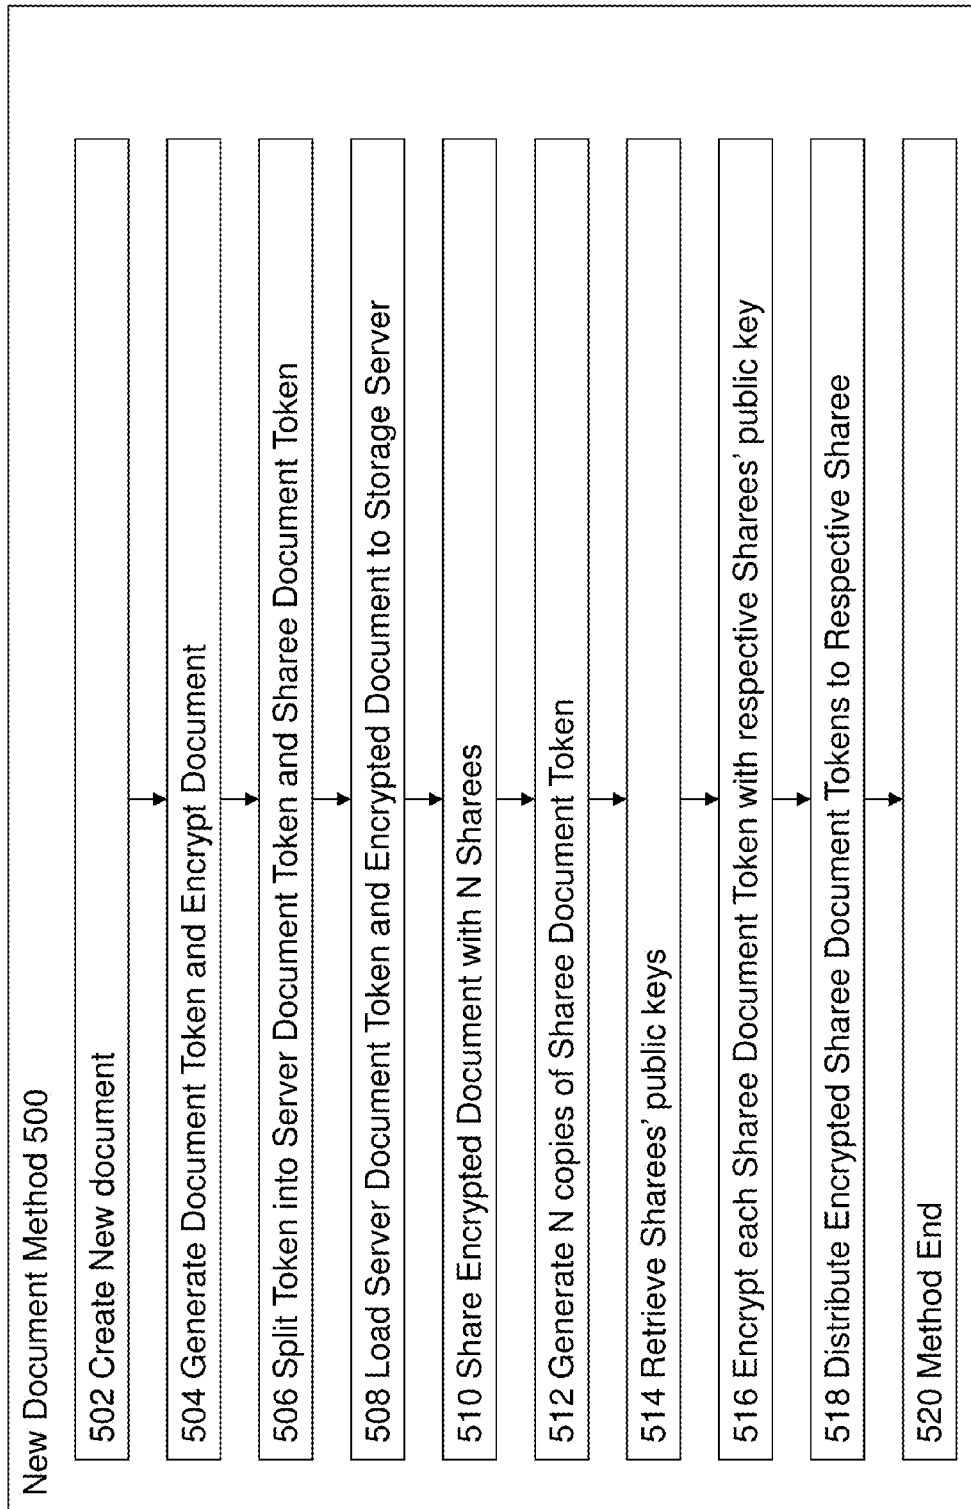 New Document Method 500
502 Create New document
504 Generate Document Token and Encrypt Document
506 Split Token into Server Document Token and Sharee Document Token
508 Load Server Document Token and Encrypted Document to Storage Server
510 Share Encrypted Document with N Sharees
512 Generate N copies of Sharee Document Token
514 Retrieve Sharees' public keys
516 Encrypt each Sharee Document Token with respective Sharees' public key
518 Distribute Encrypted Sharee Document Tokens to Respective Sharee
520 Method End